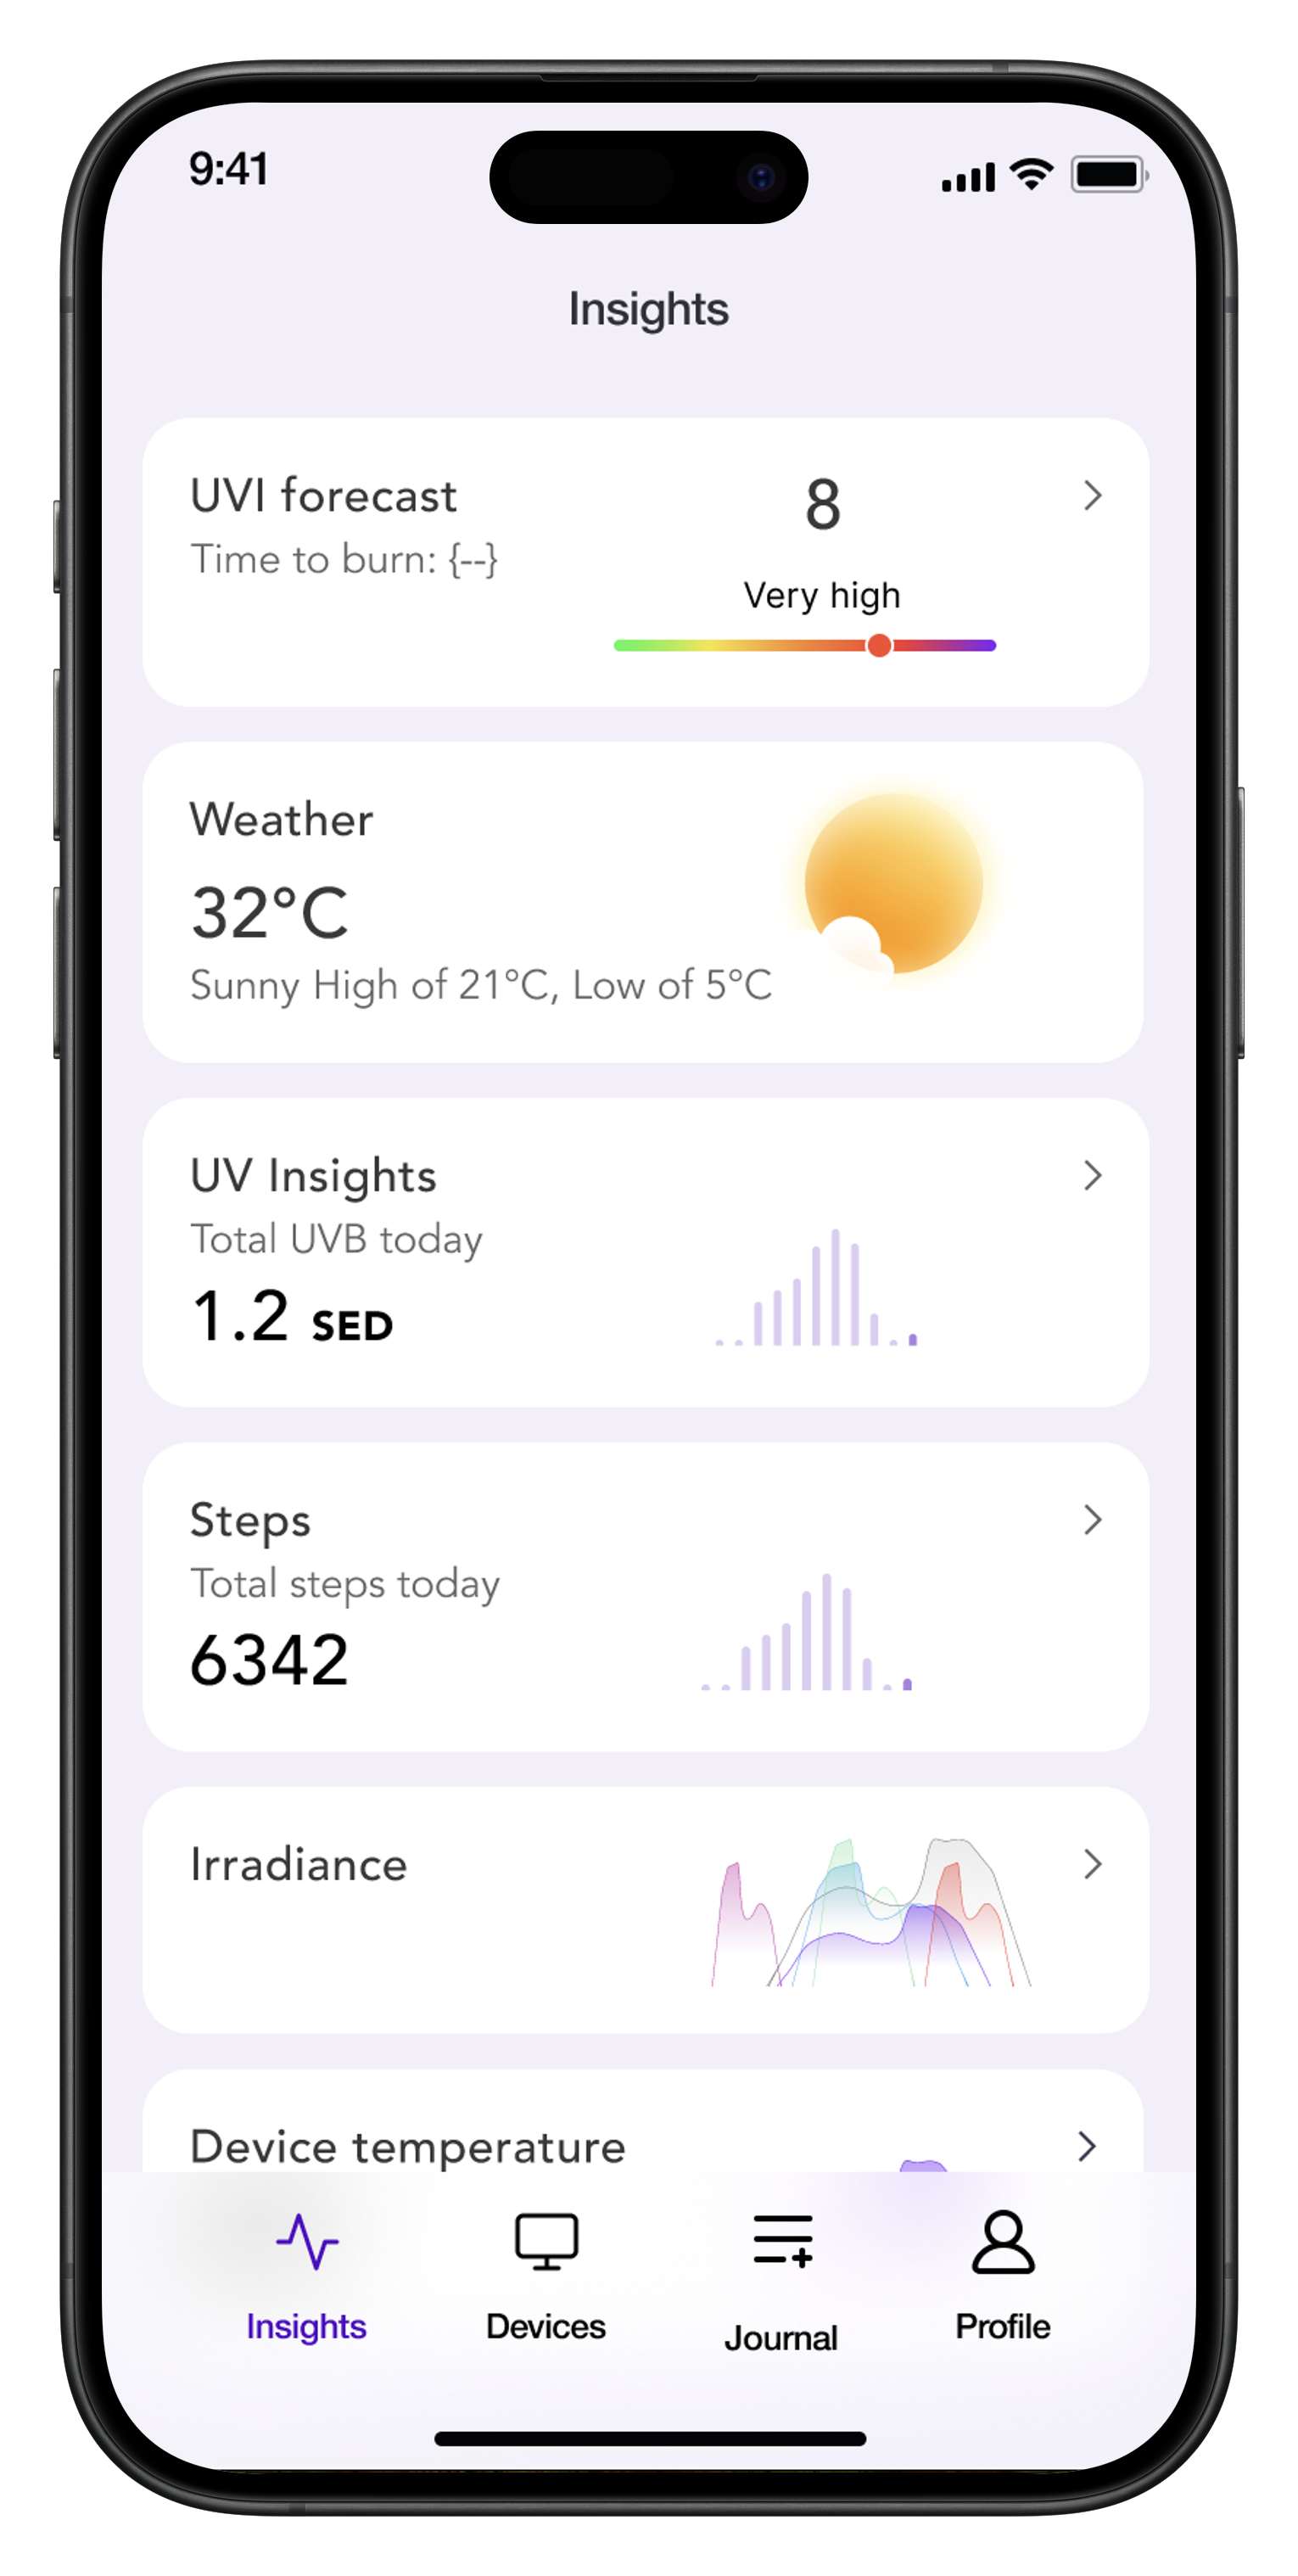 9:41
Insights
UVI forecast
8
Time to burn: {--}
Very high
Weather
32°C
Sunny High of 21°C, Low of 5°C
UV Insights
Total UVB today
1.2 SED
Steps
Total steps today
6342
Irradiance
Device temperature
Insights
Devices
Journal
Profile